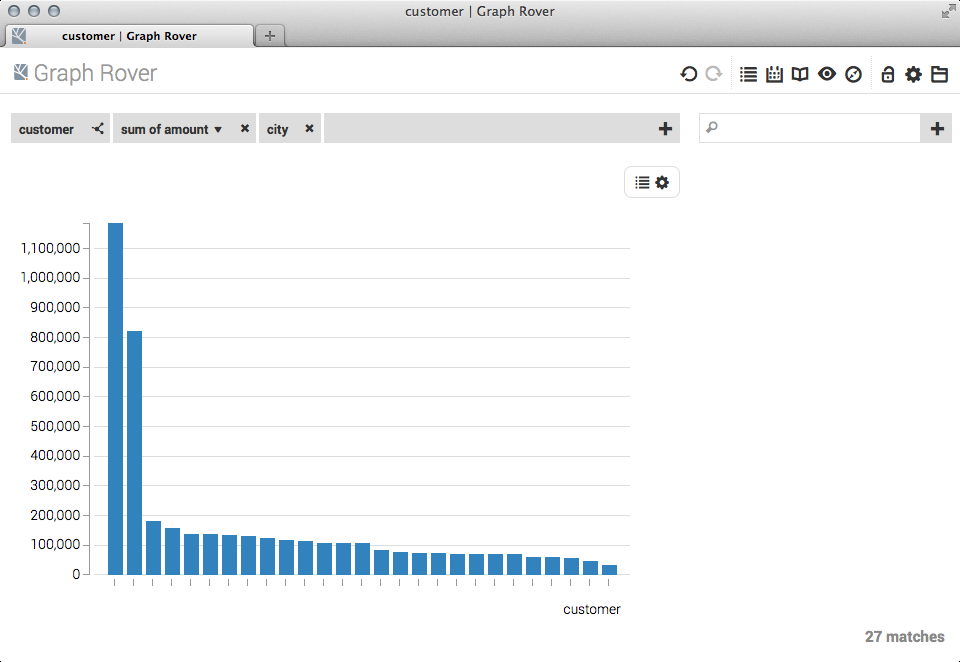 customer | Graph Rover
customer | Graph Rover
Graph Rover
customer sum of amount city
1,100,000
1,000,000
900,000
800,000
700,000
600,000
500,000
400,000
300,000
200,000
100,000
0
customer
27 matches